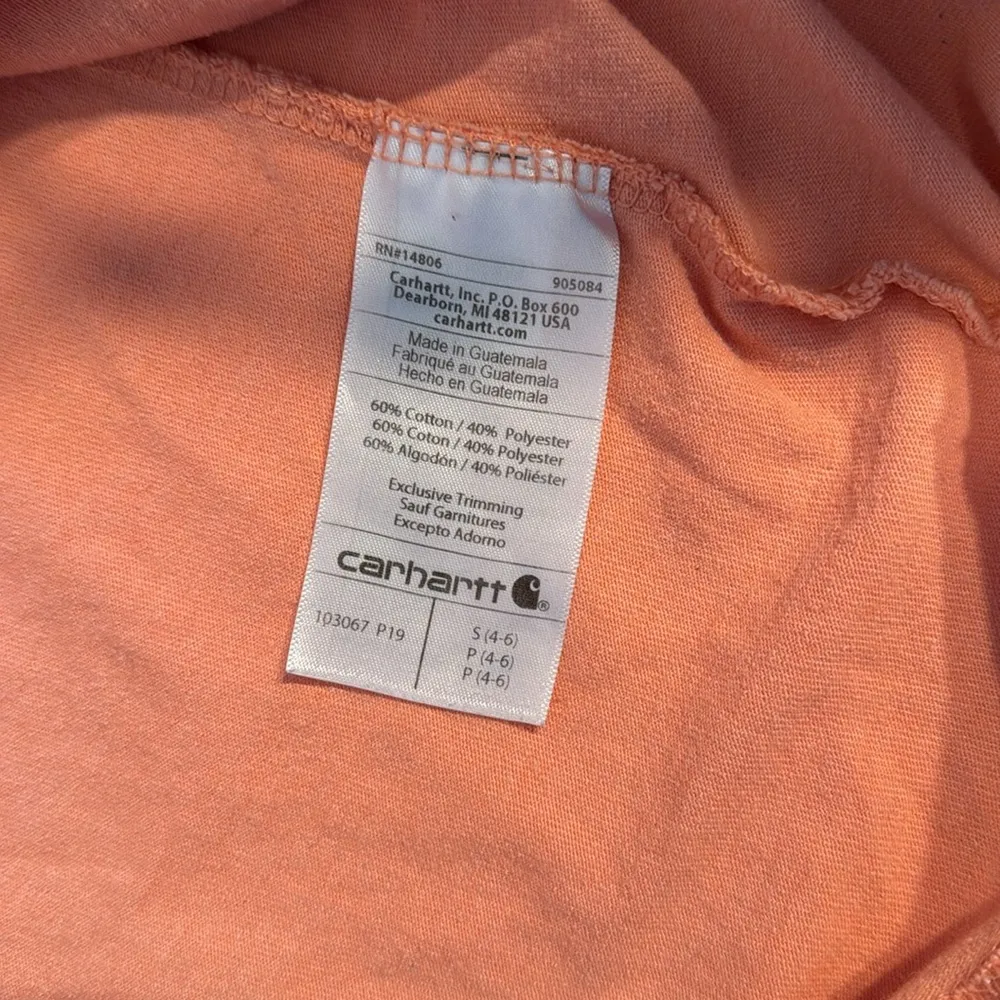 RN#14806
905084
Carhartt, Inc. P.O. Box 600
Dearborn, MI 48121 USA
carhartt.com
Made in Guatemala
Fabriqué au Guatemala
Hecho en Guatemala
60% Cotton / 40% Polyester
60% Coton / 40% Polyester
60% Algodón / 40% Poliéster
Exclusive Trimming
Sauf Garnitures
Excepto Adorno
carhartt ®
103067 P19
S (4-6)
P (4-6)
P (4-6)